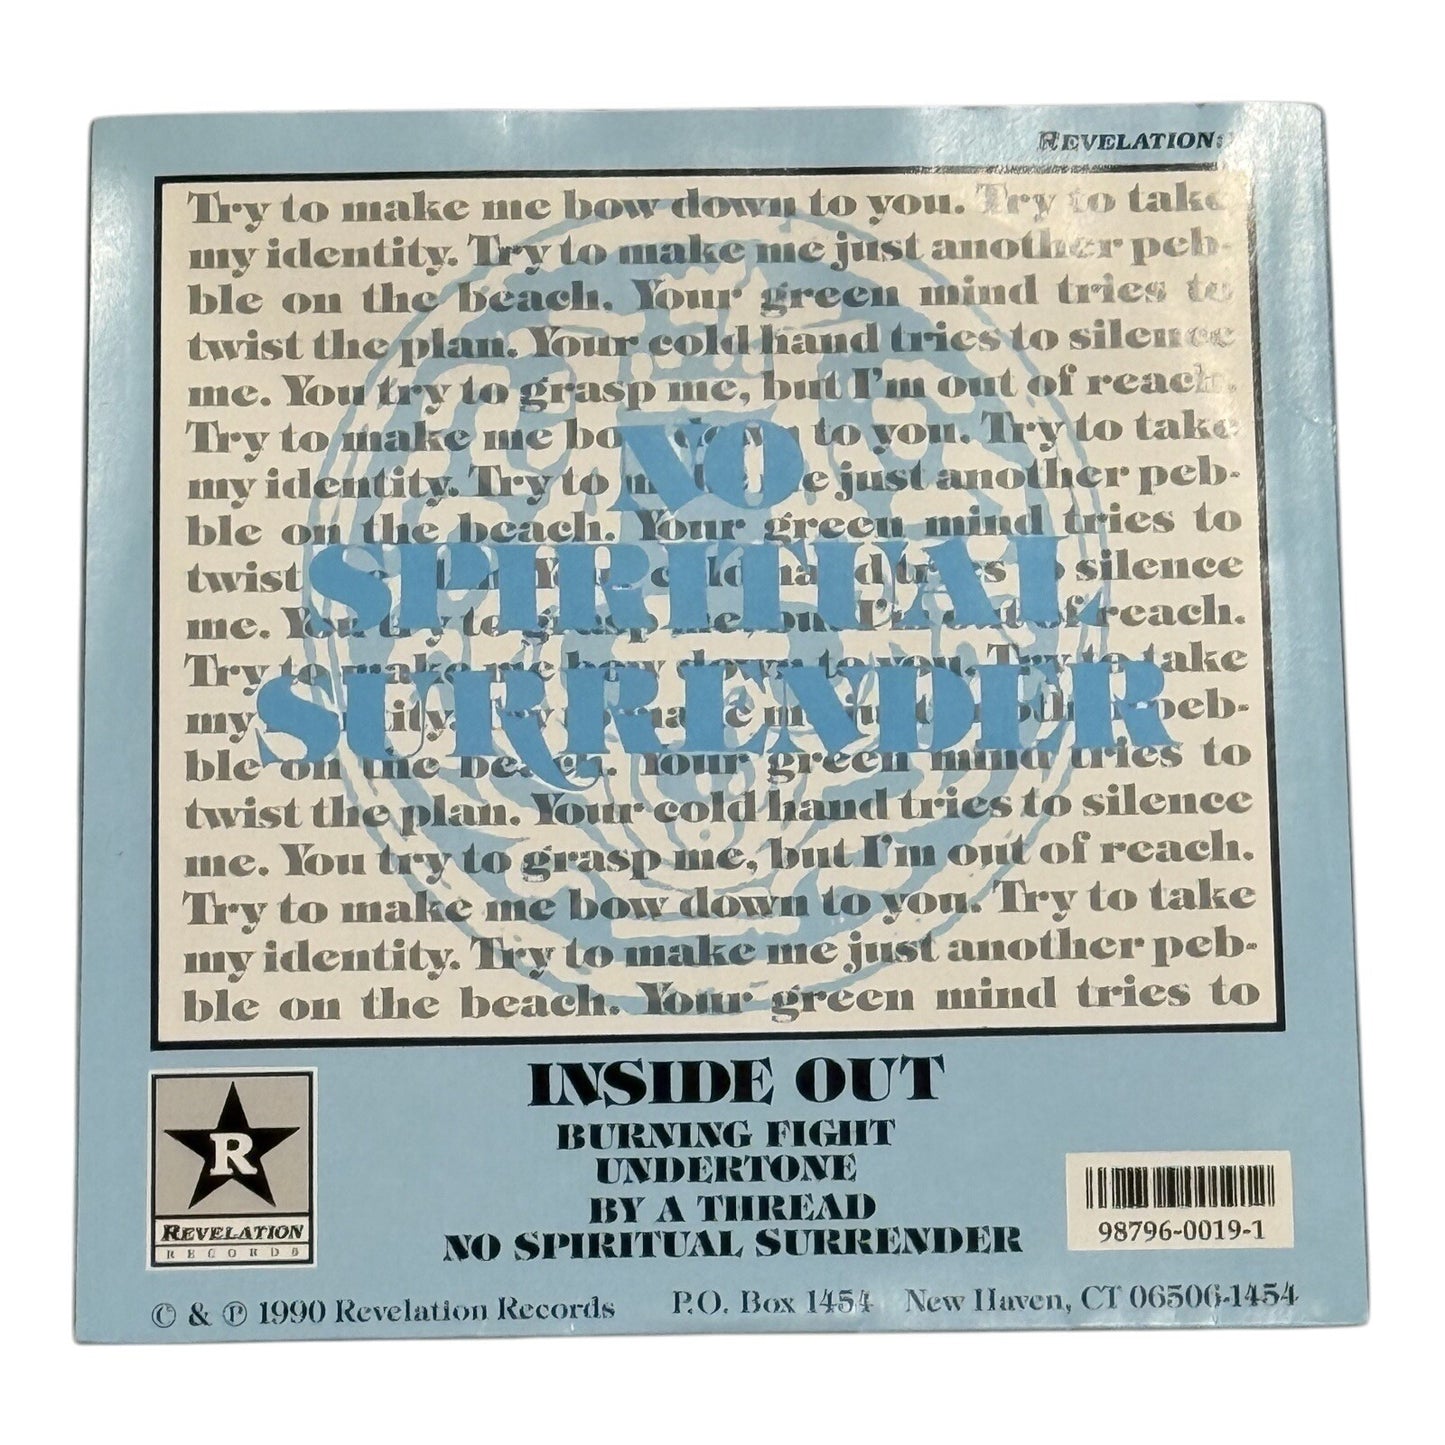 REVELATION:
Try to make me bow down to you. Try to take
my identity. Try to make me just another peb-
ble on the beach. Your green mind tries to
twist the plan. Your cold hand tries to silence
me. You try to grasp me, but I'm out of reach.
Try to make me bow down to you. Try to take
my identity. Try to make me just another peb-
ble on the beach. Your green mind tries to
twist the plan. Your cold hand tries to silence
me. You try to grasp me, but I'm out of reach.
Try to make me bow down to you. Try to take
my identity. Try to make me just another peb-
ble on the beach. Your green mind tries to
twist the plan. Your cold hand tries to silence
me. You try to grasp me, but I'm out of reach.
Try to make me bow down to you. Try to take
my identity. Try to make me just another peb-
ble on the beach. Your green mind tries to
NO
SPIRITUAL
SURRENDER
INSIDE OUT
BURNING FIGHT
UNDERTONE
BY A THREAD
NO SPIRITUAL SURRENDER
R
REVELATION
RECORDS
98796-0019-1
© & ℗ 1990 Revelation Records P.O. Box 1454 New Haven, CT 06506-1454